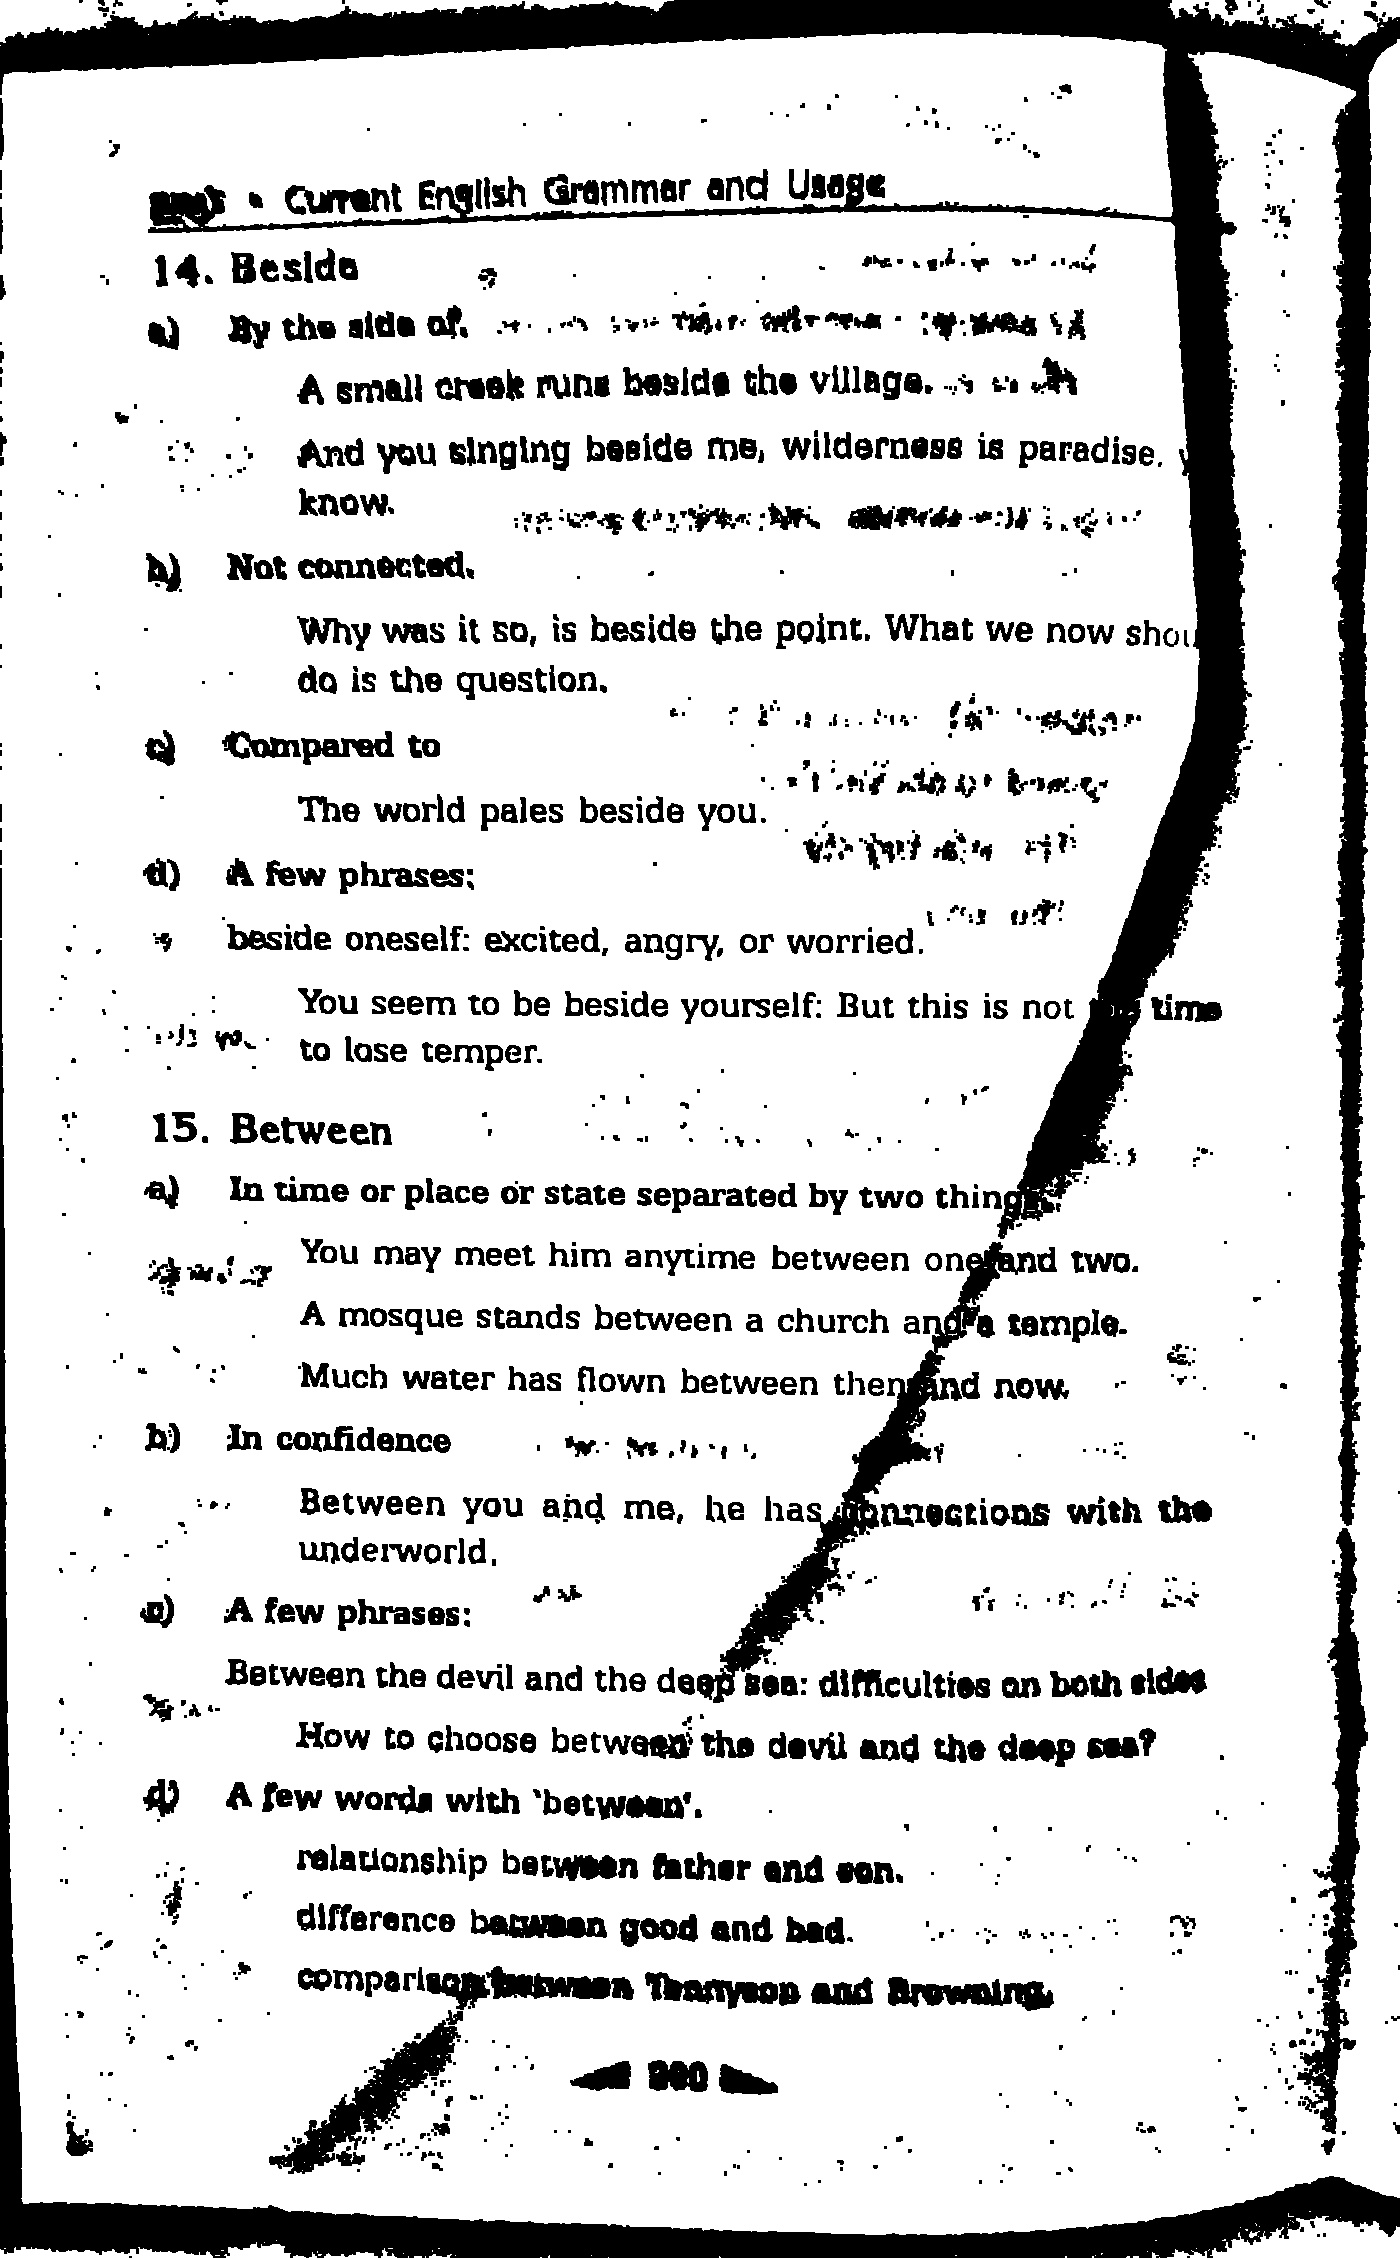 • Current English Grammar and Usage
14. Beside
a) By the side of.
A small creek runs beside the village.
And you singing beside me, wilderness is paradise.
know.
b) Not connected.
Why was it so, is beside the point. What we now
do is the question.
c) Compared to
The world pales beside you.
d) A few phrases:
beside oneself: excited, angry, or worried.
You seem to be beside yourself: But this is not the time
to lose temper.
15. Between
a) In time or place or state separated by two things
You may meet him anytime between one and two.
A mosque stands between a church and a temple.
Much water has flown between then and now.
b) In confidence
Between you and me, he has connections with the
underworld.
c) A few phrases:
Between the devil and the deep sea: difficulties on both sides
How to choose between the devil and the deep sea?
d) A few words with 'between'.
relationship between father and son.
difference between good and bad.
comparison between Tennyson and Browning.